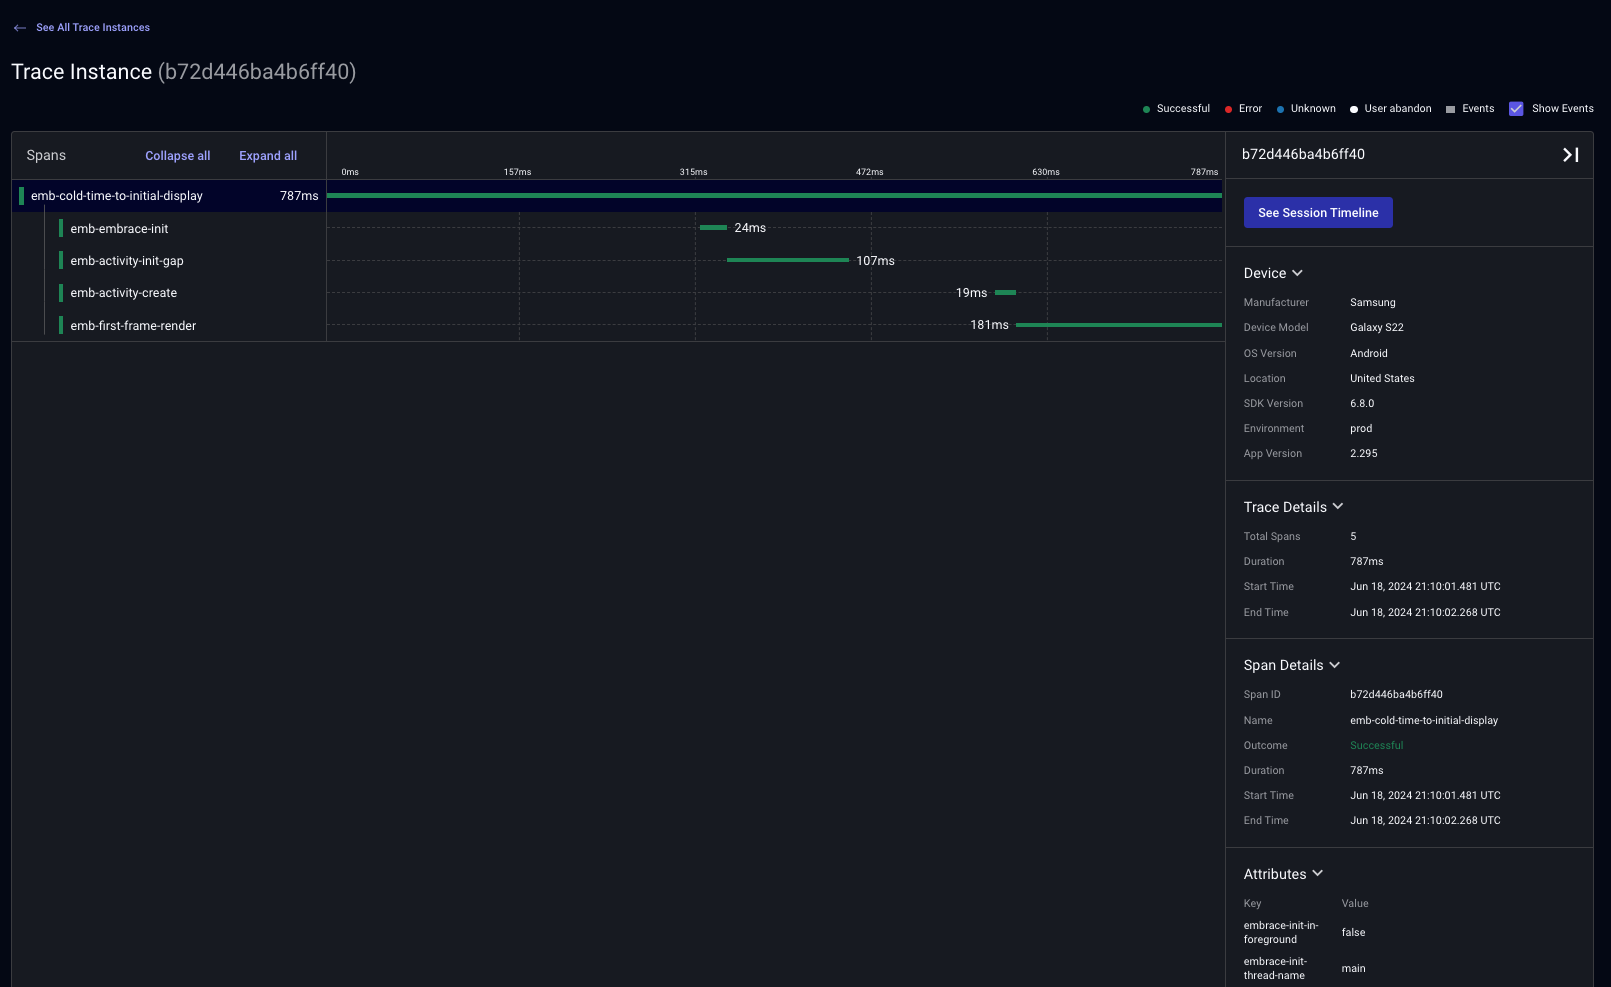 See All Trace Instances
Trace Instance (b72d446ba4b6ff40)
Successful Error Unknown User abandon Events Show Events
Spans Collapse all Expand all
0ms 157ms 315ms 472ms 630ms 787ms
emb-cold-time-to-initial-display 787ms
emb-embrace-init 24ms
emb-activity-init-gap 107ms
emb-activity-create 19ms
emb-first-frame-render 181ms
b72d446ba4b6ff40
See Session Timeline
Device
Manufacturer Samsung
Device Model Galaxy S22
OS Version Android
Location United States
SDK Version 6.8.0
Environment prod
App Version 2.295
Trace Details
Total Spans 5
Duration 787ms
Start Time Jun 18, 2024 21:10:01.481 UTC
End Time Jun 18, 2024 21:10:02.268 UTC
Span Details
Span ID b72d446ba4b6ff40
Name emb-cold-time-to-initial-display
Outcome Successful
Duration 787ms
Start Time Jun 18, 2024 21:10:01.481 UTC
End Time Jun 18, 2024 21:10:02.268 UTC
Attributes
Key Value
embrace-init-in-
foreground false
embrace-init-
thread-name main